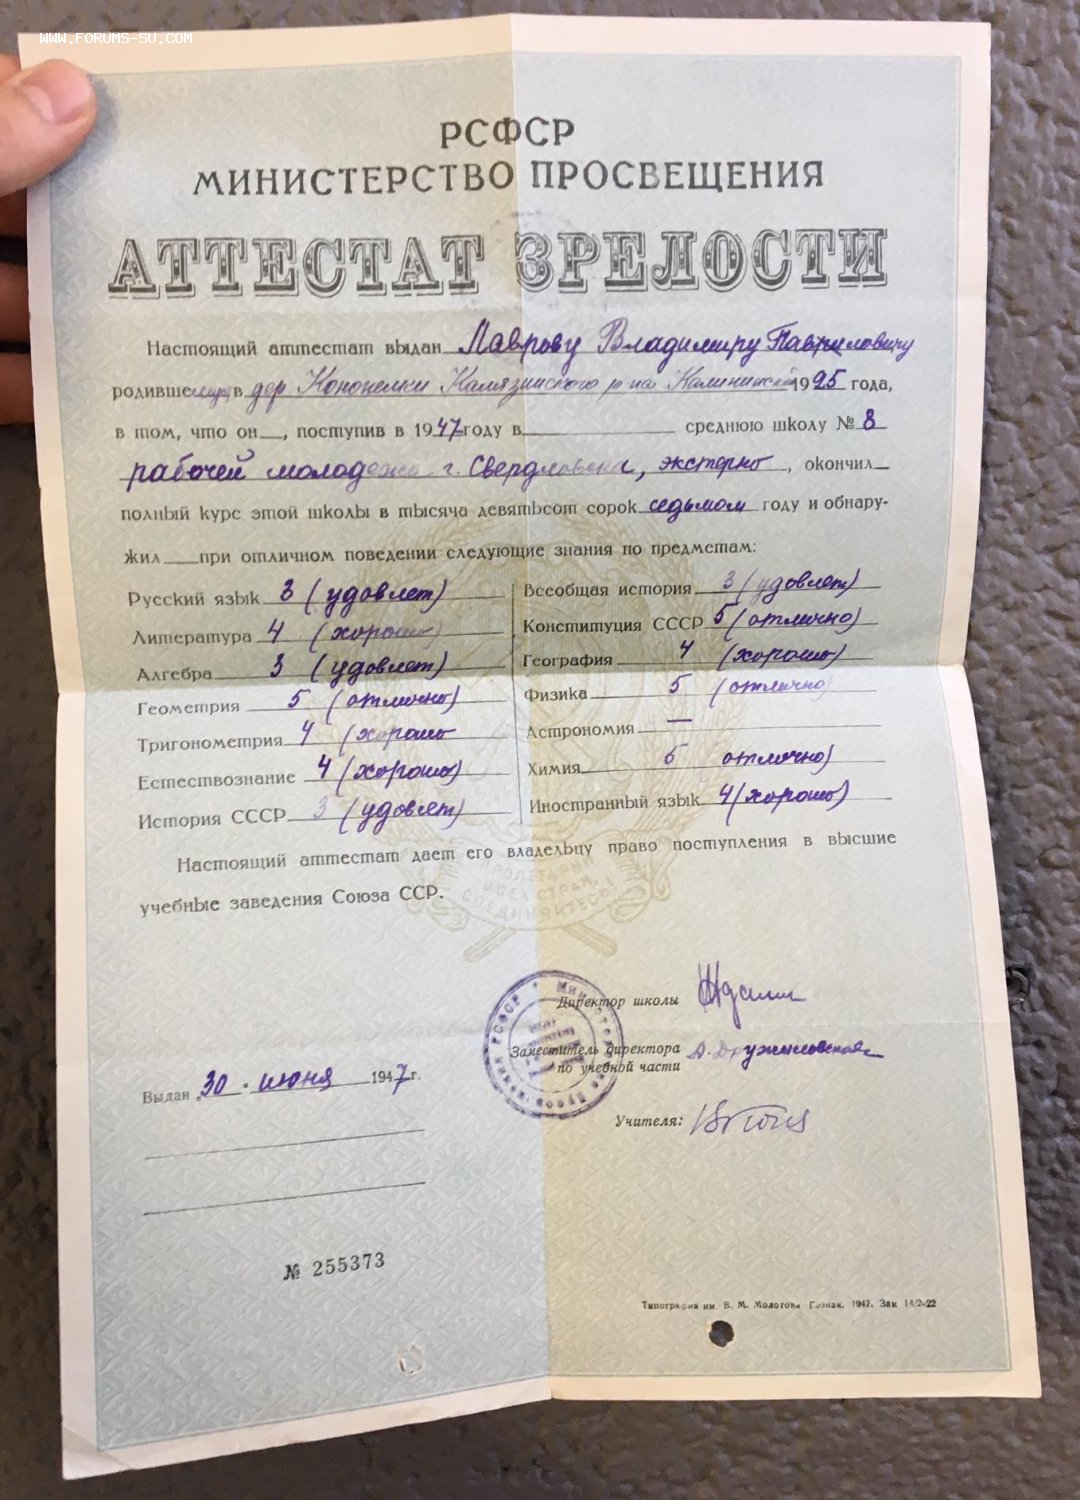 WWW.FORUMS-SU.COM
РСФСР
МИНИСТЕРСТВО ПРОСВЕЩЕНИЯ
АТТЕСТАТ ЗРЕЛОСТИ
Настоящий аттестат выдан Лаврову Владимиру
родившемуся в дер Калязинского р-на 1925 года,
в том, что он , поступив в 1947 году в среднюю школу № 8
рабочей молодежи г. Свердловска, экстерно , окончил
полный курс этой школы в тысяча девятьсот сорок седьмом году и обнару-
жил при отличном поведении следующие знания по предметам:
Русский язык 3 (удовлет)
Литература 4 (хорошо)
Алгебра 3 (удовлет)
Геометрия 5 (отлично)
Тригонометрия 4 (хорошо
Естествознание 4 (хорошо)
История СССР 3 (удовлет)
Всеобщая история 3 (удовлет)
Конституция СССР 5 (отлично)
География 4 (хорошо)
Физика 5 (отлично)
Астрономия —
Химия 5 отлично)
Иностранный язык 4 (хорошо)
Настоящий аттестат дает его владельцу право поступления в высшие
учебные заведения Союза ССР.
Директор школы
Заместитель директора
по учебной части
Учителя:
Выдан „30 " июня 1947 г.
№ 255373
Типография им. В. М. Молотова Гознак. 1947. Зак